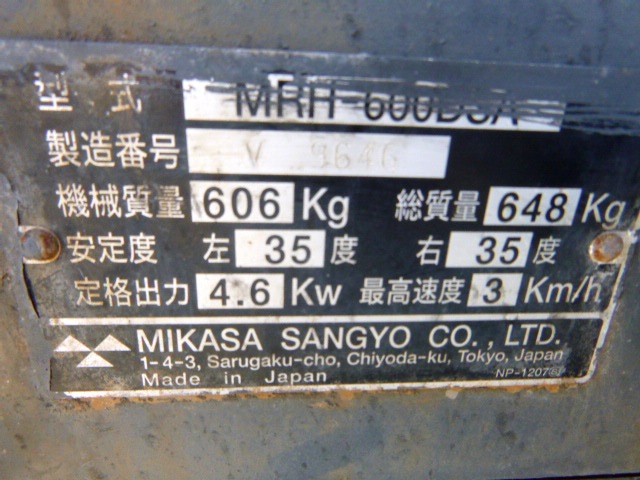 型式 MRH-600DSA
製造番号 V
機械質量 606 Kg 総質量 648 Kg
安定度 左 35 度 右 35 度
定格出力 4.6 Kw 最高速度 3 Km/h
MIKASA SANGYO CO., LTD.
1-4-3, Sarugaku-cho, Chiyoda-ku, Tokyo, Japan
Made in Japan